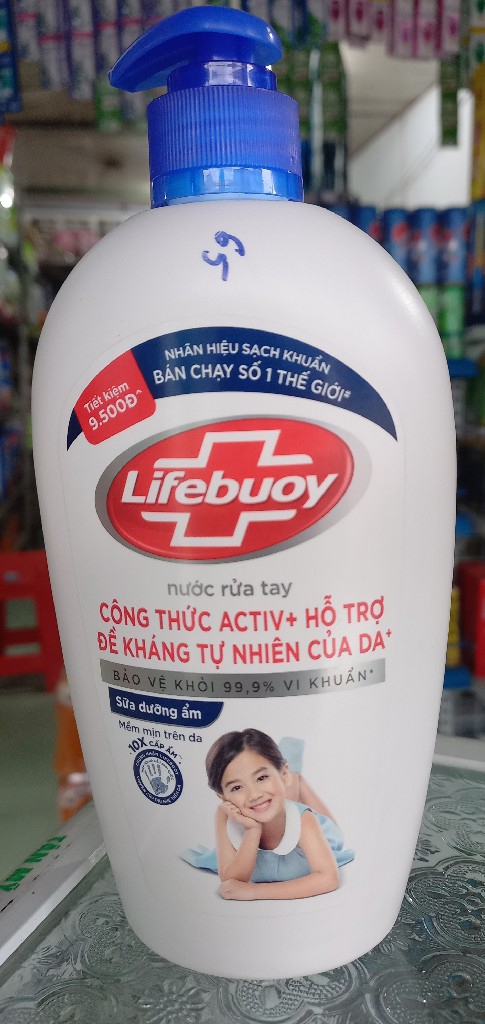 59
NHÃN HIỆU SẠCH KHUẨN
BÁN CHẠY SỐ 1 THẾ GIỚI#
Tiết kiệm
9.500Đ^
Lifebuoy
nước rửa tay
CÔNG THỨC ACTIV+ HỖ TRỢ
ĐỀ KHÁNG TỰ NHIÊN CỦA DA+
BẢO VỆ KHỎI 99,9% VI KHUẨN*
Sữa dưỡng ẩm
Mềm mịn trên da
10X CẤP ẨM